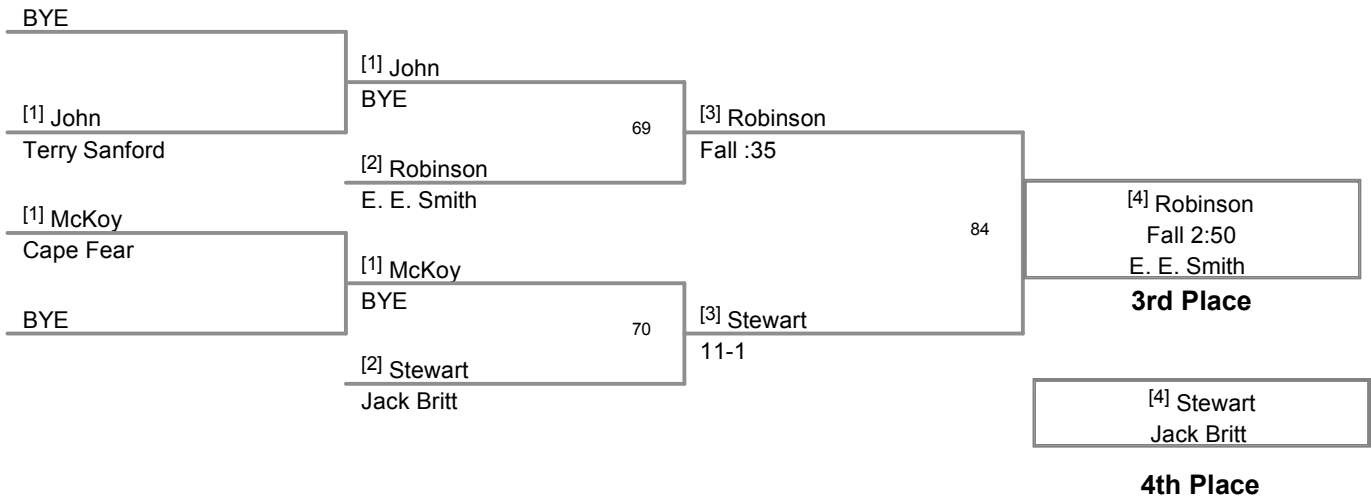 BYE
[1] John
BYE
[1] John
Terry Sanford
69
[3] Robinson
Fall :35
[2] Robinson
E. E. Smith
[1] McKoy
Cape Fear
84
[4] Robinson
Fall 2:50
E. E. Smith
3rd Place
[1] McKoy
BYE
BYE
70
[3] Stewart
11-1
[2] Stewart
Jack Britt
[4] Stewart
Jack Britt
4th Place